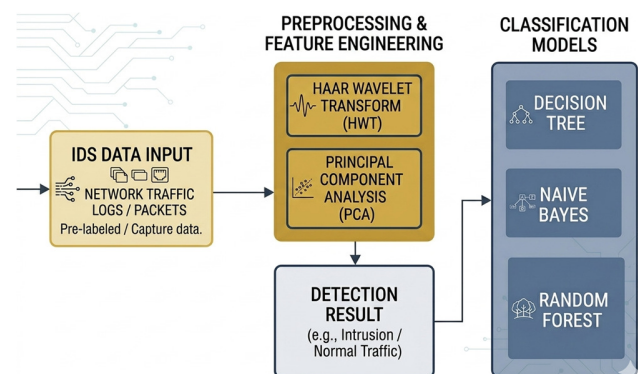 PREPROCESSING &
FEATURE ENGINEERING
CLASSIFICATION
MODELS
IDS DATA INPUT
NETWORK TRAFFIC
LOGS / PACKETS
Pre-labeled / Capture data.
HAAR WAVELET
TRANSFORM
(HWT)
PRINCIPAL
COMPONENT
ANALYSIS
(PCA)
DETECTION
RESULT
(e.g., Intrusion /
Normal Traffic)
DECISION
TREE
NAIVE
BAYES
RANDOM
FOREST